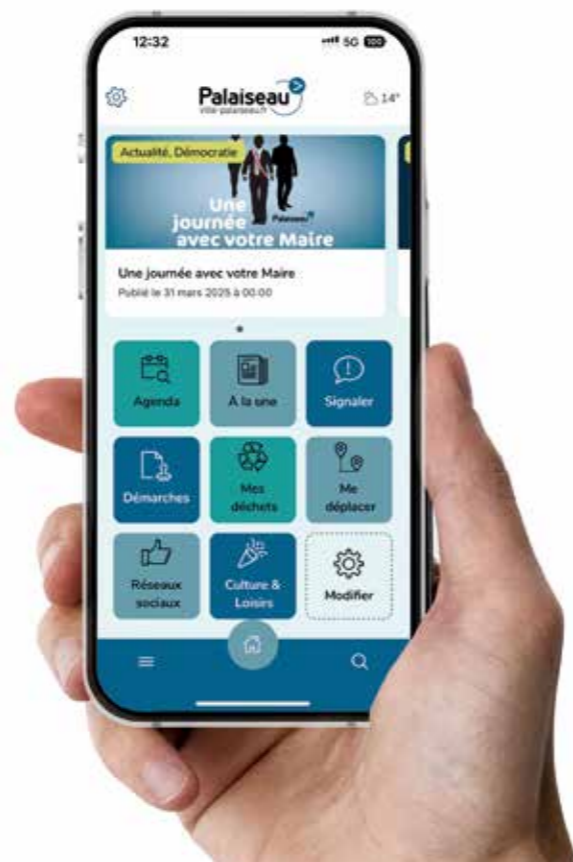 12:32
5G 100
Palaiseau
ville-palaiseau.fr
14°
Actualité, Démocratie
Une
journée
avec votre Maire
Palaiseau
Une journée avec votre Maire
Publié le 31 mars 2025 à 00:00
Agenda
À la une
Signaler
Démarches
Mes
déchets
Me
déplacer
Réseaux
sociaux
Culture &
Loisirs
Modifier